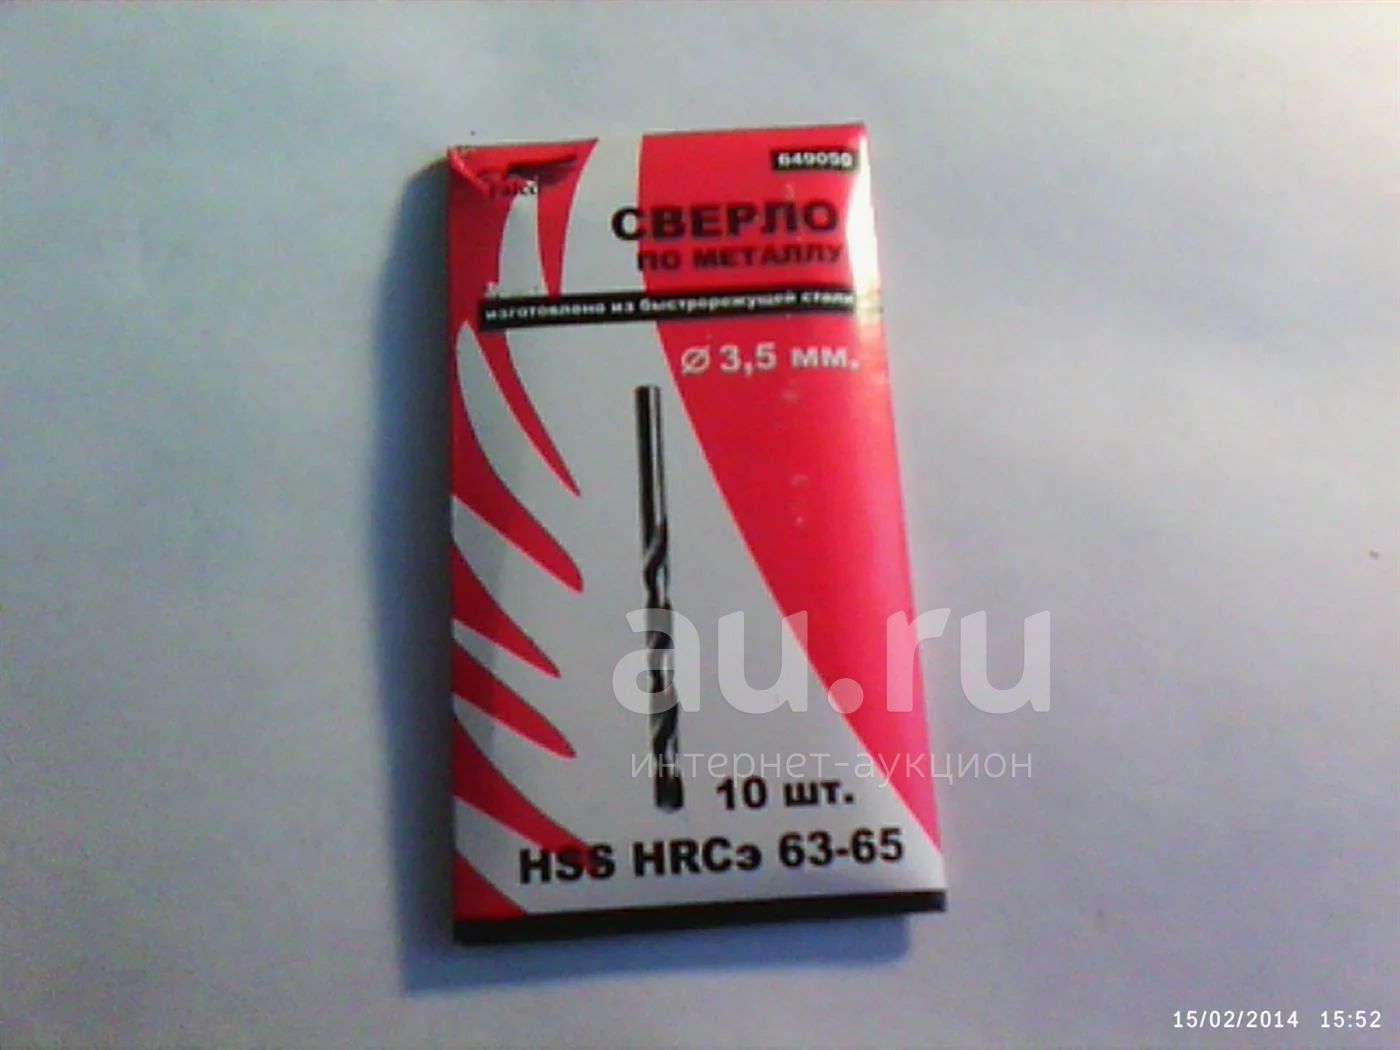 649050
Falco
СВЕРЛО
ПО МЕТАЛЛУ
изготовлено из быстрорежущей стали
Ø 3,5 мм.
au.ru
интернет-аукцион
10 шт.
HSS HRCэ 63-65
15/02/2014 15:52